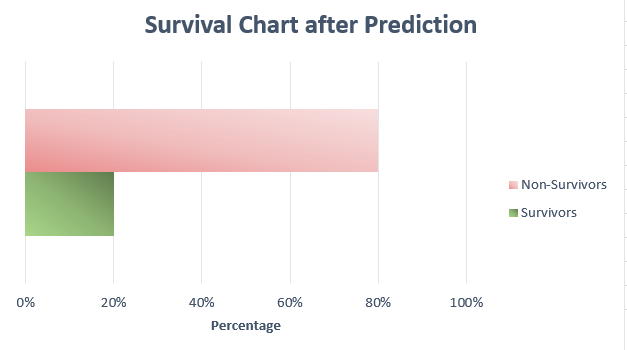 Survival Chart after Prediction
Non-Survivors
Survivors
0% 20% 40% 60% 80% 100%
Percentage